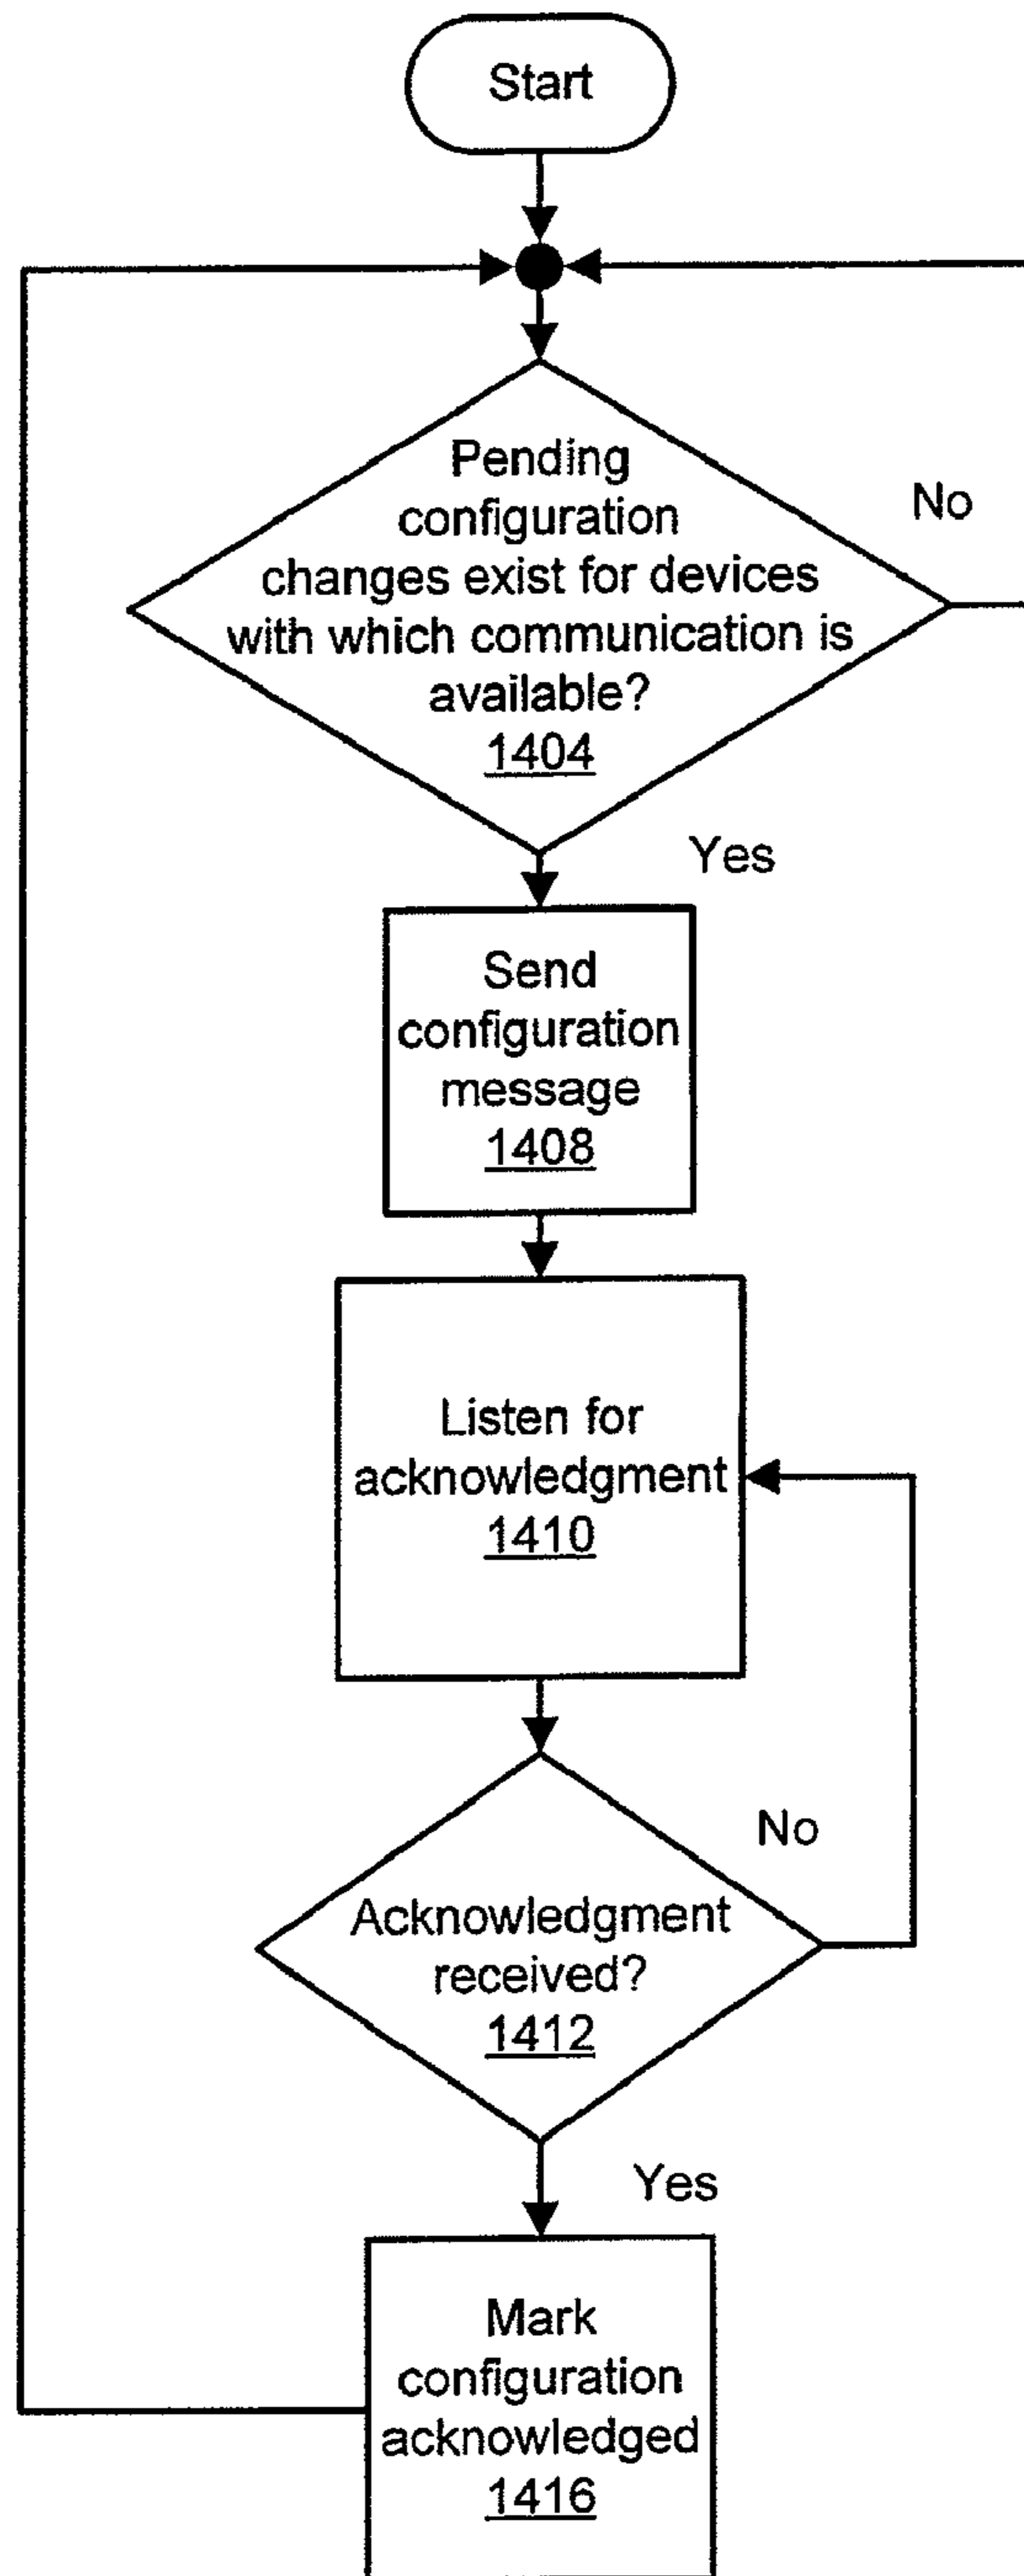 Start
Pending
configuration
changes exist for devices
with which communication is
available?
1404
No
Yes
Send
configuration
message
1408
Listen for
acknowledgment
1410
No
Acknowledgment
received?
1412
Yes
Mark
configuration
acknowledged
1416